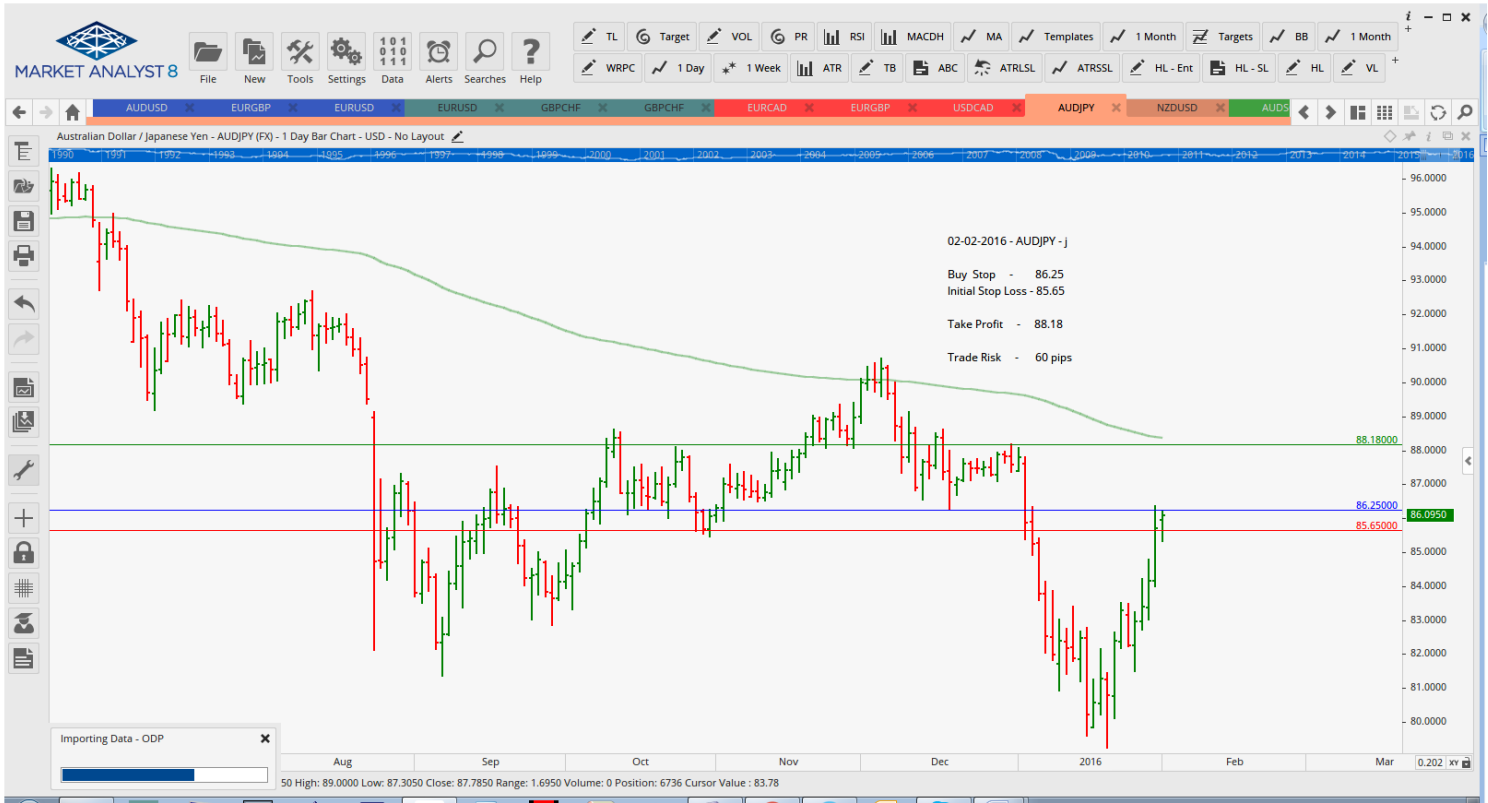 i
TL Target VOL PR RSI MACDH MA Templates 1 Month Targets BB 1 Month +
MARKET ANALYST 8
File New Tools Settings Data Alerts Searches Help
WRPC 1 Day 1 Week ATR TB ABC ATRLSL ATRSSL HL - Ent HL - SL HL VL +
AUDUSD EURGBP EURUSD EURUSD GBPCHF GBPCHF EURCAD EURGBP USDCAD AUDJPY NZDUSD AUDS
Australian Dollar / Japanese Yen - AUDJPY (FX) - 1 Day Bar Chart - USD - No Layout
1990 1991 1992 1993 1994 1995 1996 1997 1998 1999 2000 2001 2002 2003 2004 2005 2006 2007 2008 2009 2010 2011 2012 2013 2014 2015 2016
96.0000
95.0000
02-02-2016 - AUDJPY - j
94.0000
Buy Stop - 86.25
93.0000
Initial Stop Loss - 85.65
92.0000
Take Profit - 88.18
91.0000
Trade Risk - 60 pips
90.0000
89.0000
88.18000
88.0000
87.0000
86.25000
86.0950
85.65000
85.0000
84.0000
83.0000
82.0000
81.0000
80.0000
Importing Data - ODP
Aug Sep Oct Nov Dec 2016 Feb Mar 0.202 XY
50 High: 89.0000 Low: 87.3050 Close: 87.7850 Range: 1.6950 Volume: 0 Position: 6736 Cursor Value : 83.78